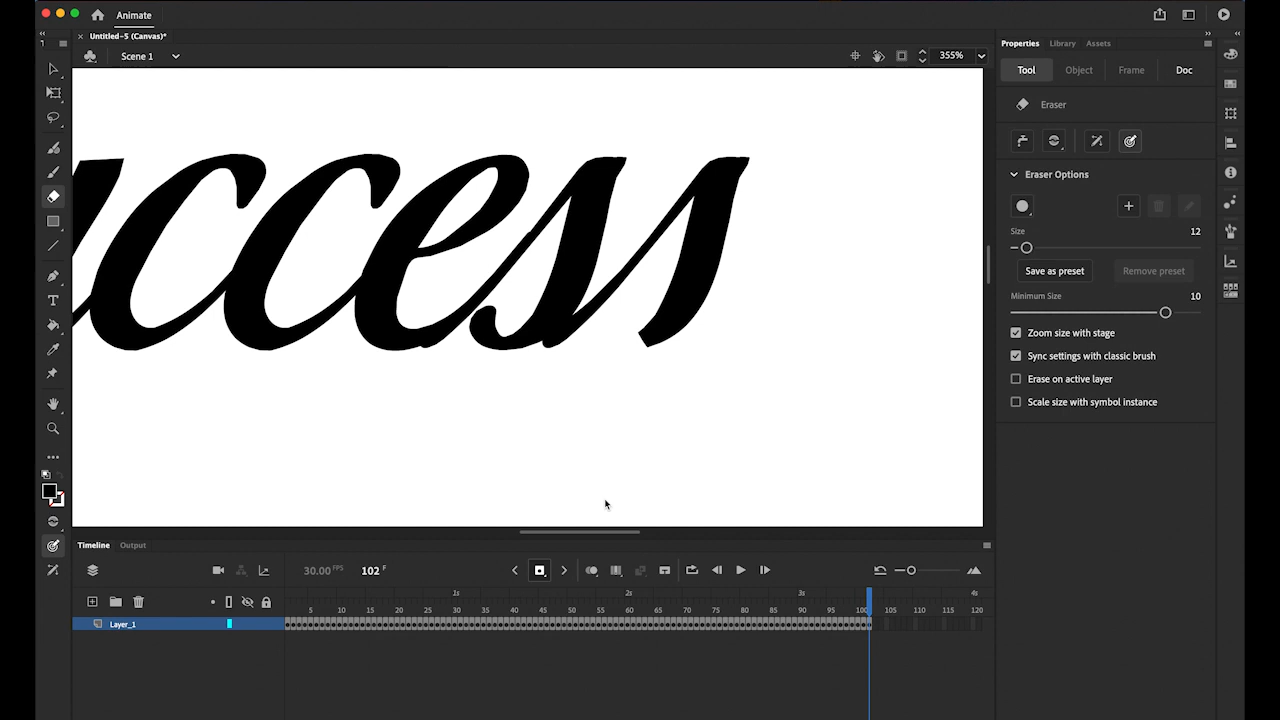 Animate
Untitled-5 (Canvas)*
Scene 1
355%
Properties Library Assets
Tool Object Frame Doc
Eraser
Eraser Options
Size 12
Save as preset Remove preset
Minimum Size 10
Zoom size with stage
Sync settings with classic brush
Erase on active layer
Scale size with symbol instance
uccess
Timeline Output
30.00 FPS 102 F
1s 2s 3s 4s
5 10 15 20 25 30 35 40 45 50 55 60 65 70 75 80 85 90 95 100 105 110 115 120
Layer_1